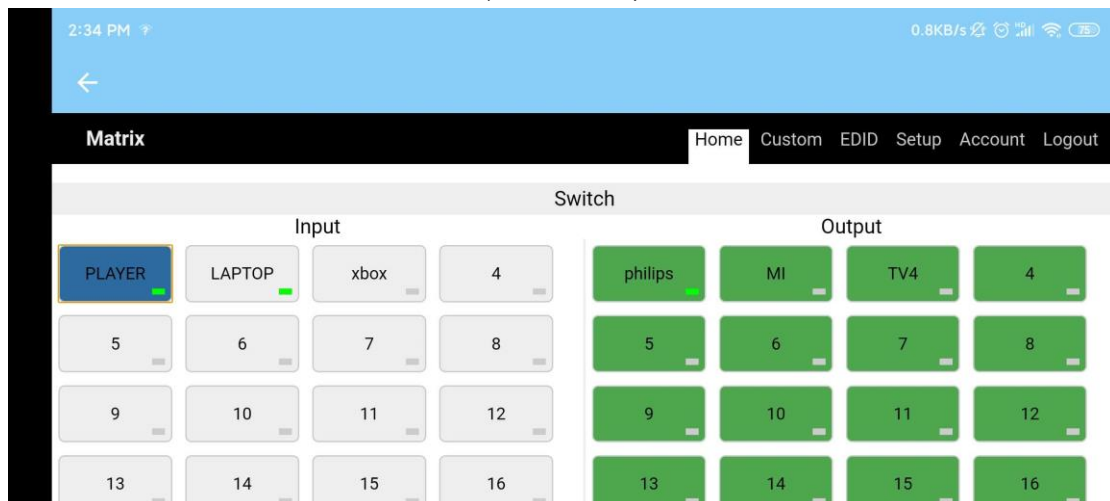 2:34 PM
0.8KB/s HD 75
Matrix
Home Custom EDID Setup Account Logout
Switch
Input Output
PLAYER LAPTOP xbox 4 philips MI TV4 4
5 6 7 8 5 6 7 8
9 10 11 12 9 10 11 12
13 14 15 16 13 14 15 16